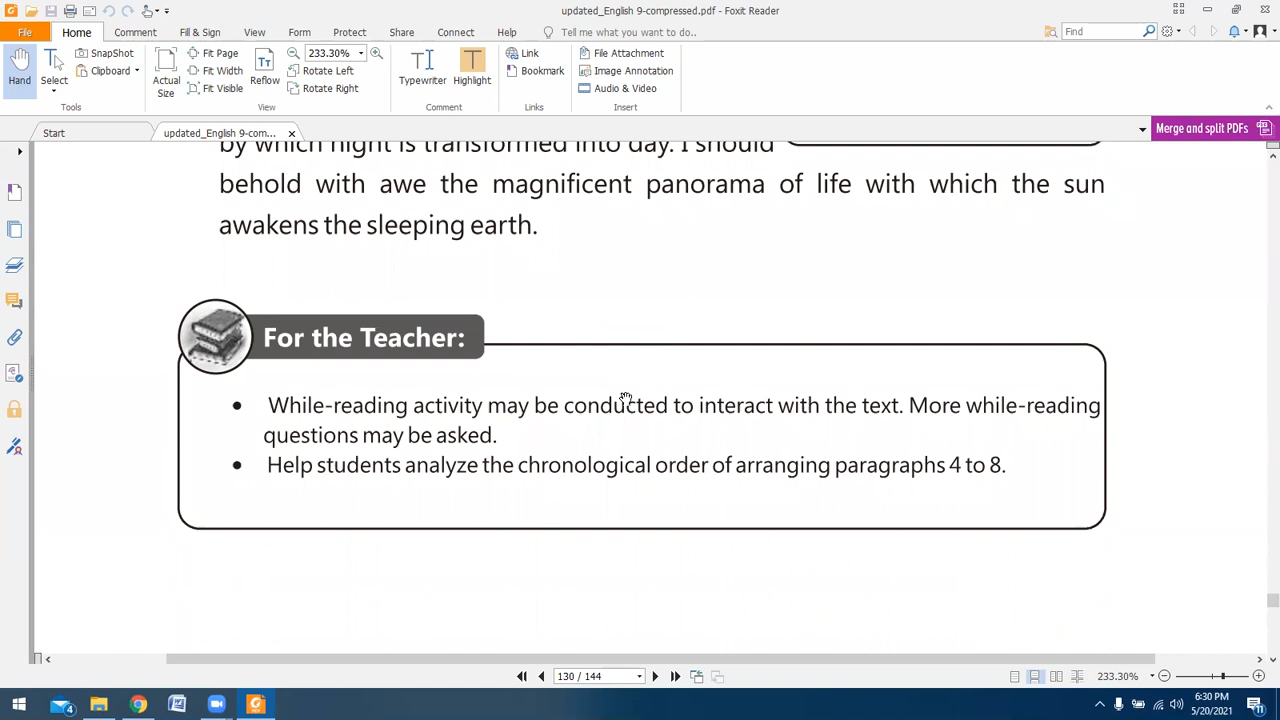 updated_English 9-compressed.pdf - Foxit Reader
File Home Comment Fill & Sign View Form Protect Share Connect Help Tell me what you want to do.. Find
Hand
Select
SnapShot
Clipboard
Tools
Actual
Size
Fit Page
Fit Width
Fit Visible
Reflow
233.30%
Rotate Left
Rotate Right
View
Typewriter
Highlight
Comment
Link
Bookmark
Links
File Attachment
Image Annotation
Audio & Video
Insert
Start
updated_English 9-com...
Merge and split PDFs
by which night is transformed into day. I should
behold with awe the magnificent panorama of life with which the sun
awakens the sleeping earth.
For the Teacher:
• While-reading activity may be conducted to interact with the text. More while-reading
questions may be asked.
• Help students analyze the chronological order of arranging paragraphs 4 to 8.
130 / 144
233.30%
4
6:30 PM
5/20/2021
11